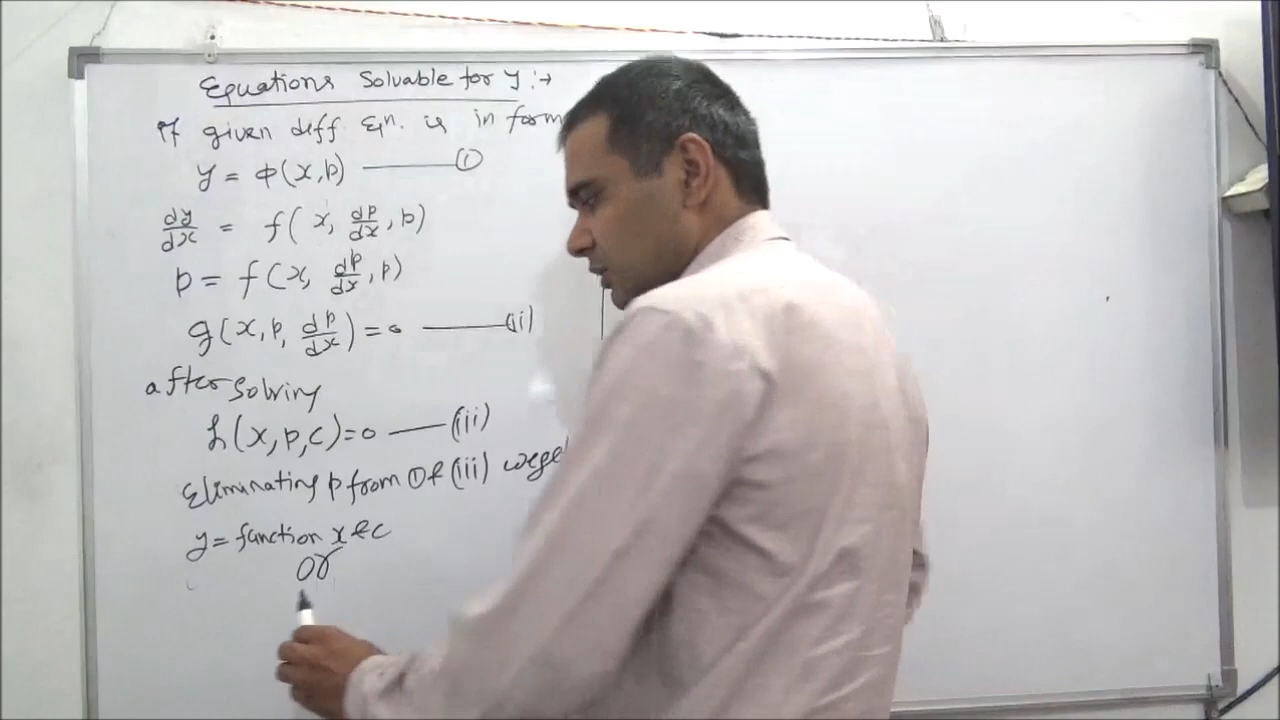 Equations Solvable for y :→
If given diff Eqn. is in form
y = φ(x,p) ——— ①
dy/dx = f( x, dp/dx , p)
p = f(x, dp/dx , p)
g(x, p, dp/dx) = 0 ——— (ii)
after solving
h(x,p,c)=0 —— (iii)
Eliminating p from ① & (iii) we get
y = function x & c
or